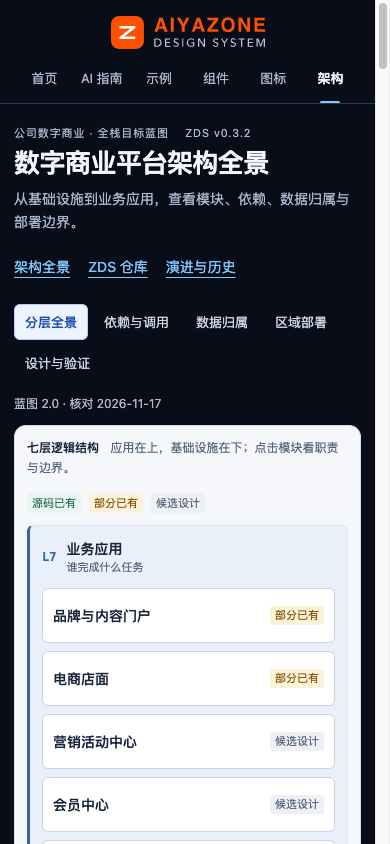 AIYAZONE
DESIGN SYSTEM
首页 AI 指南 示例 组件 图标 架构
公司数字商业 · 全栈目标蓝图 ZDS v0.3.2
数字商业平台架构全景
从基础设施到业务应用，查看模块、依赖、数据归属与
部署边界。
架构全景 ZDS 仓库 演进与历史
分层全景 依赖与调用 数据归属 区域部署
设计与验证
蓝图 2.0 · 核对 2026-11-17
七层逻辑结构 应用在上，基础设施在下；点击模块看职责
与边界。
源码已有 部分已有 候选设计
L7 业务应用
谁完成什么任务
品牌与内容门户 部分已有
电商店面 部分已有
营销活动中心 候选设计
会员中心 候选设计